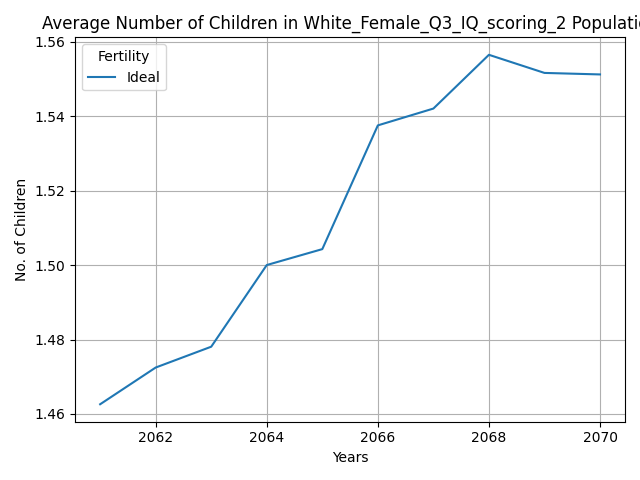 Average Number of Children in White_Female_Q3_IQ_scoring_2 Populatio
Fertility
Ideal
1.56
1.54
1.52
1.50
1.48
1.46
No. of Children
2062 2064 2066 2068 2070
Years